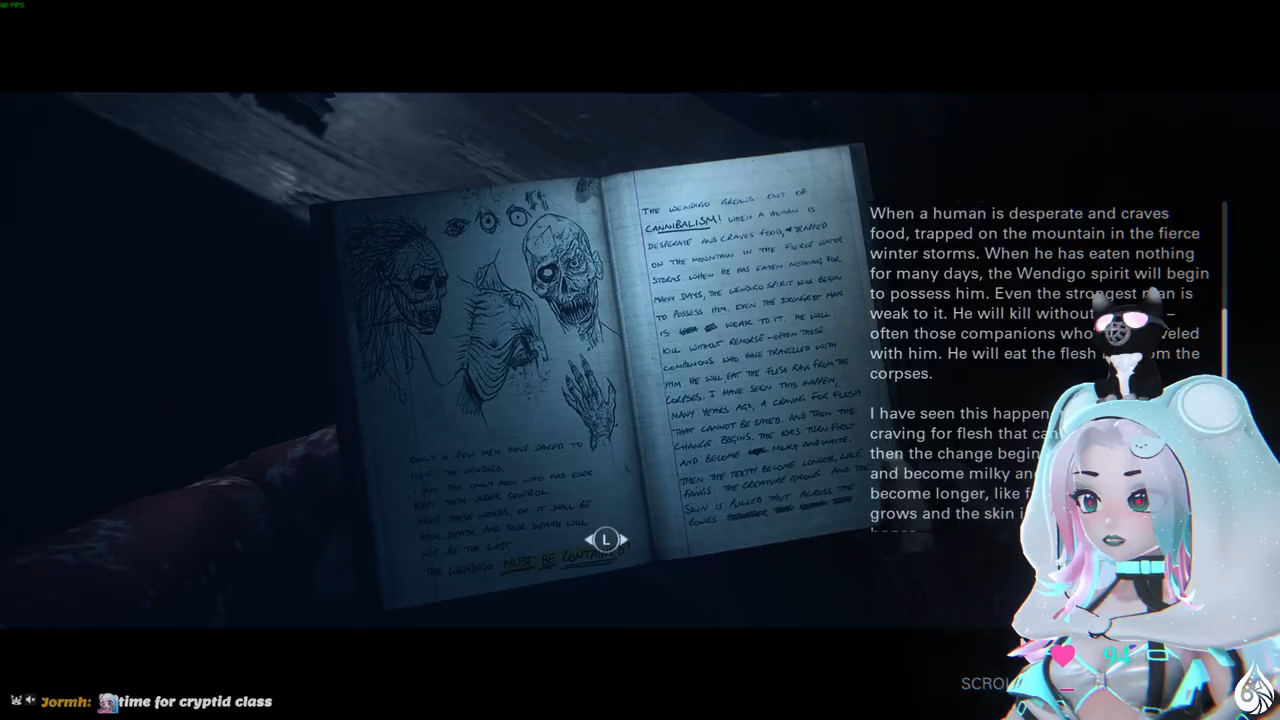 THE WENDIGO GROWS OUT OF
CANNIBALISM! WHEN A HUMAN IS
DESPERATE AND CRAVES FOOD, TRAPPED
ON THE MOUNTAIN IN THE FIERCE WINTER
STORMS. WHEN HE HAS EATEN NOTHING FOR
MANY DAYS, THE WENDIGO SPIRIT WILL BEGIN
TO POSSESS HIM. EVEN THE STRONGEST MAN
IS WEAK TO IT. HE WILL
KILL WITHOUT REMORSE – OFTEN THOSE
COMPANIONS WHO HAVE TRAVELLED WITH
HIM. HE WILL EAT THE FLESH RAW FROM THE
CORPSES. I HAVE SEEN THIS HAPPEN,
MANY YEARS AGO, A CRAVING FOR FLESH
THAT CANNOT BE SATED. AND THEN THE
CHANGE BEGINS. THE EYES TURN FIRST
AND BECOME MILKY AND WHITE.
THEN THE TEETH BECOME LONGER, LIKE
FANGS. THE CREATURE GROWS AND THE
SKIN IS PULLED TAUT ACROSS THE
BONES.
ONLY A FEW MEN HAVE DARED TO
HUNT THE WENDIGO.
I AM THE ONLY MAN WHO HAS EVER
KEPT THEM UNDER CONTROL.
HEED THESE WORDS, OR IT SHALL BE
YOUR DEATH AND YOUR DEATH WILL
NOT BE THE LAST.
THE WENDIGO MUST BE CONTAINED!
L
When a human is desperate and craves
food, trapped on the mountain in the fierce
winter storms. When he has eaten nothing
for many days, the Wendigo spirit will begin
to possess him. Even the strongest man is
weak to it. He will kill without –
often those companions who
with him. He will eat the flesh the
corpses.
I have seen this happen
craving for flesh that
then the change
and become milky
become longer, like
grows and the skin
94
SCROLL
Jormh: time for cryptid class